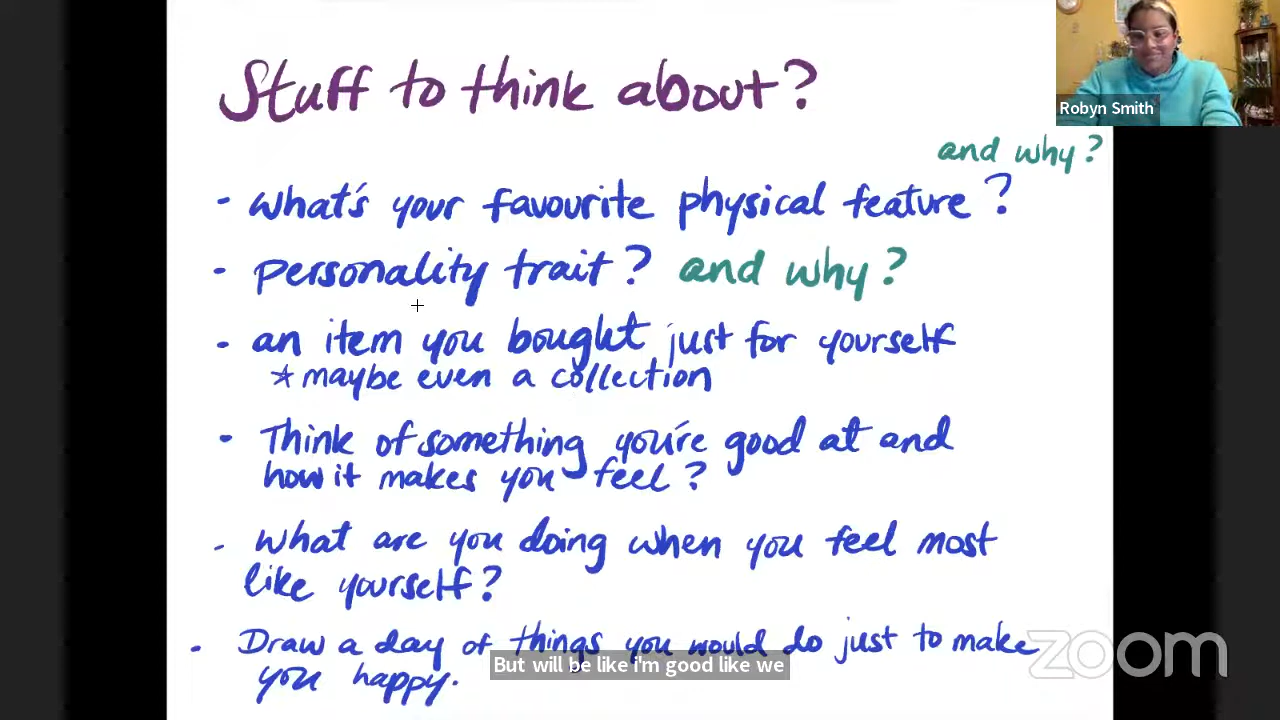 Stuff to think about?
and why?
- what's your favourite physical feature?
- personality trait? and why?
- an item you bought just for yourself
* maybe even a collection
- Think of something you're good at and
how it makes you feel?
- what are you doing when you feel most
like yourself?
- Draw a day of things you would do just to make
you happy.
But will be like i'm good like we
Robyn Smith
zoom